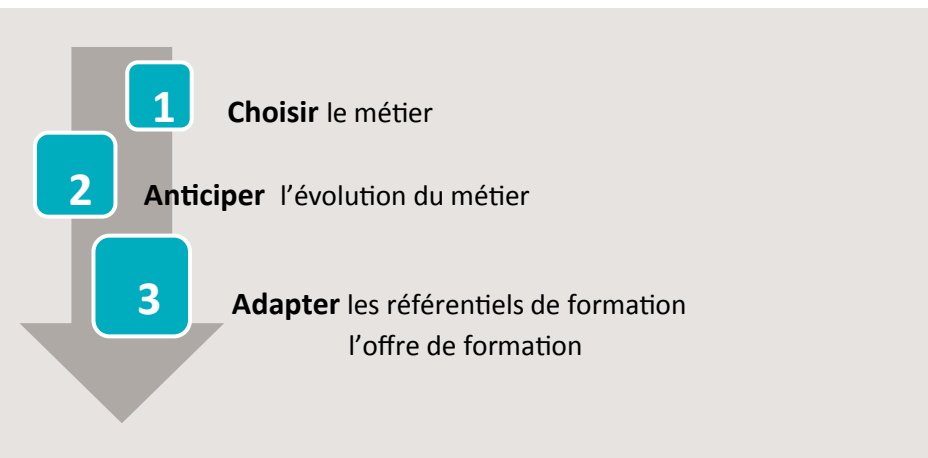 1 Choisir le métier
2 Anticiper l’évolution du métier
3 Adapter les référentiels de formation
l’offre de formation